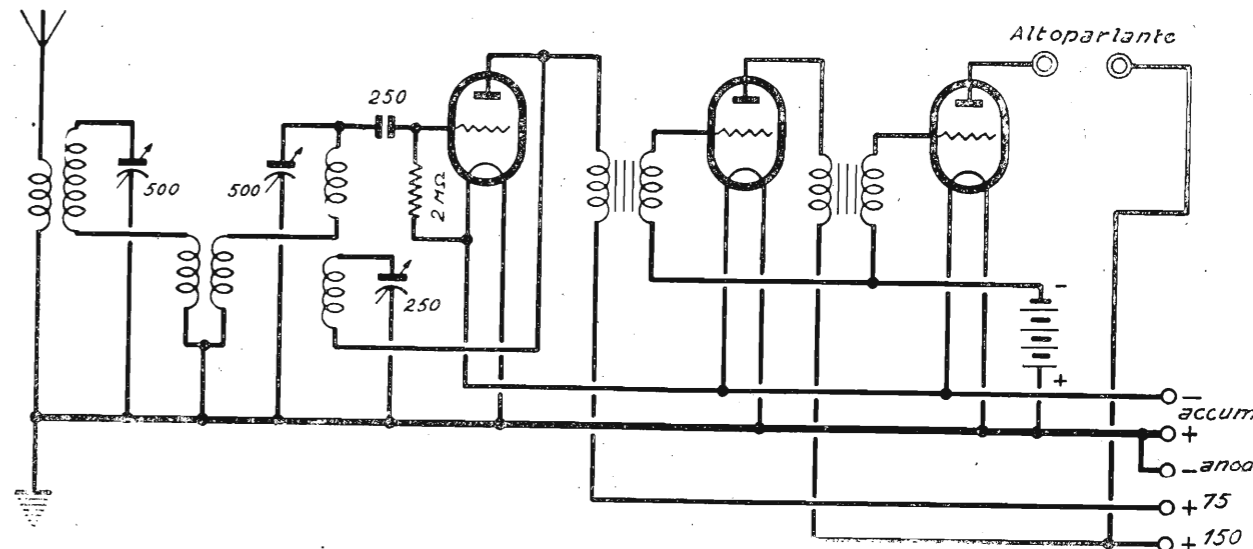 Altoparlante
250
500
500
2 MΩ
250
-
+
-
accum
+
- anod
+ 75
+ 150